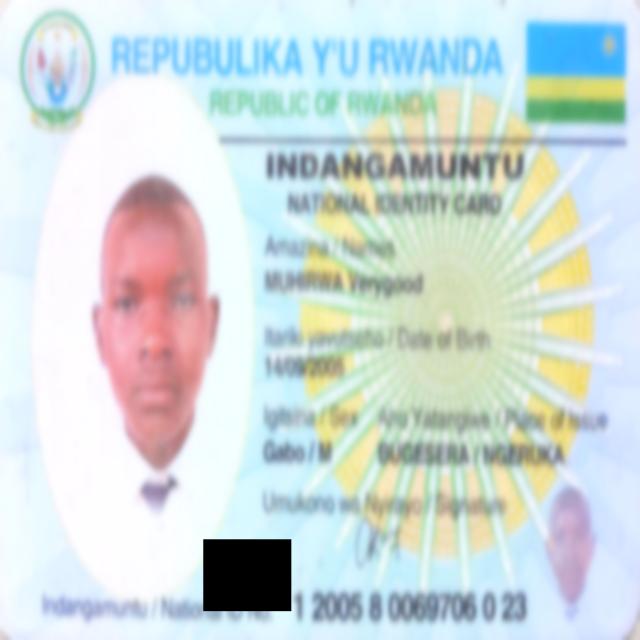 REPUBULIKA Y'U RWANDA
REPUBLIC OF RWANDA
INDANGAMUNTU
NATIONAL IDENTITY CARD
Amazina / Names
MUHIRWA Verygood
Itariki yavutseho / Date of Birth
14/09/2005
Igitsina / Sex Aho Yatangiwe / Place of Issue
Gabo / M BUGESERA / NGERUKA
Umukono wa Nyirayo / Signature
Indangamuntu / National ID No. 1 2005 8 0069706 0 23